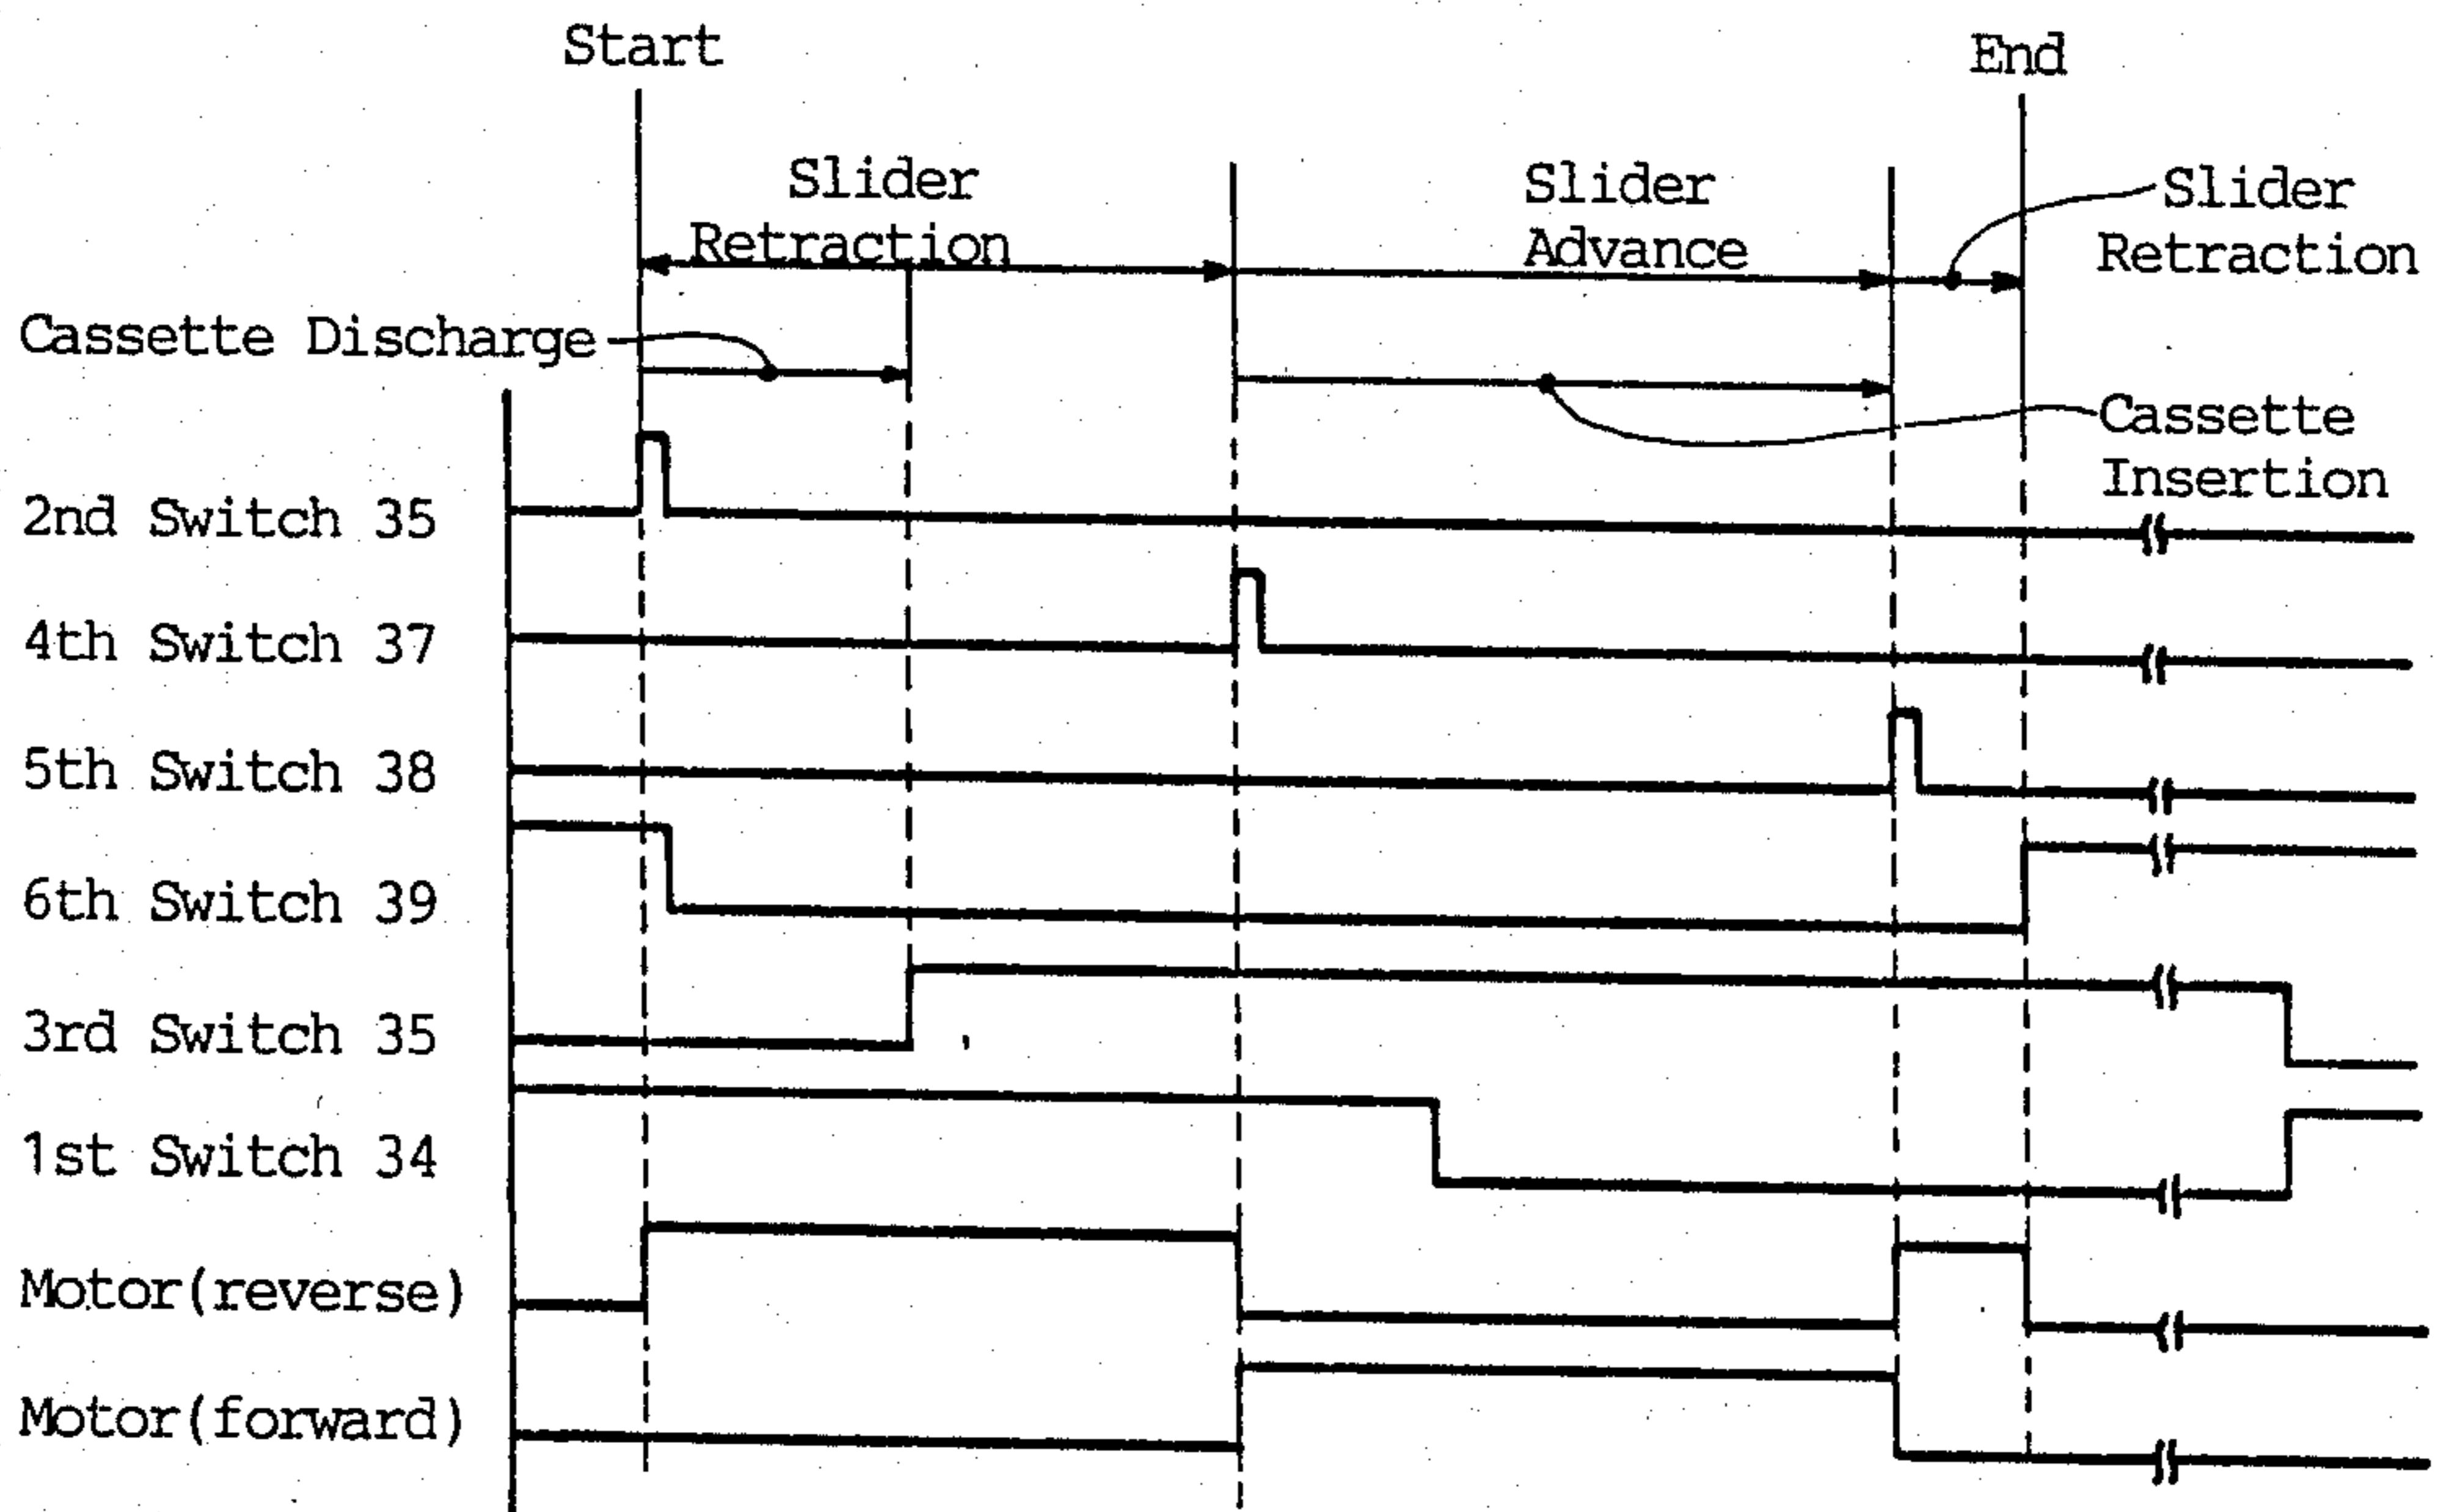 Start
End
Slider
Retraction
Slider
Advance
Slider
Retraction
Cassette Discharge
Cassette
Insertion
2nd Switch 35
4th Switch 37
5th Switch 38
6th Switch 39
3rd Switch 35
1st Switch 34
Motor(reverse)
Motor(forward)